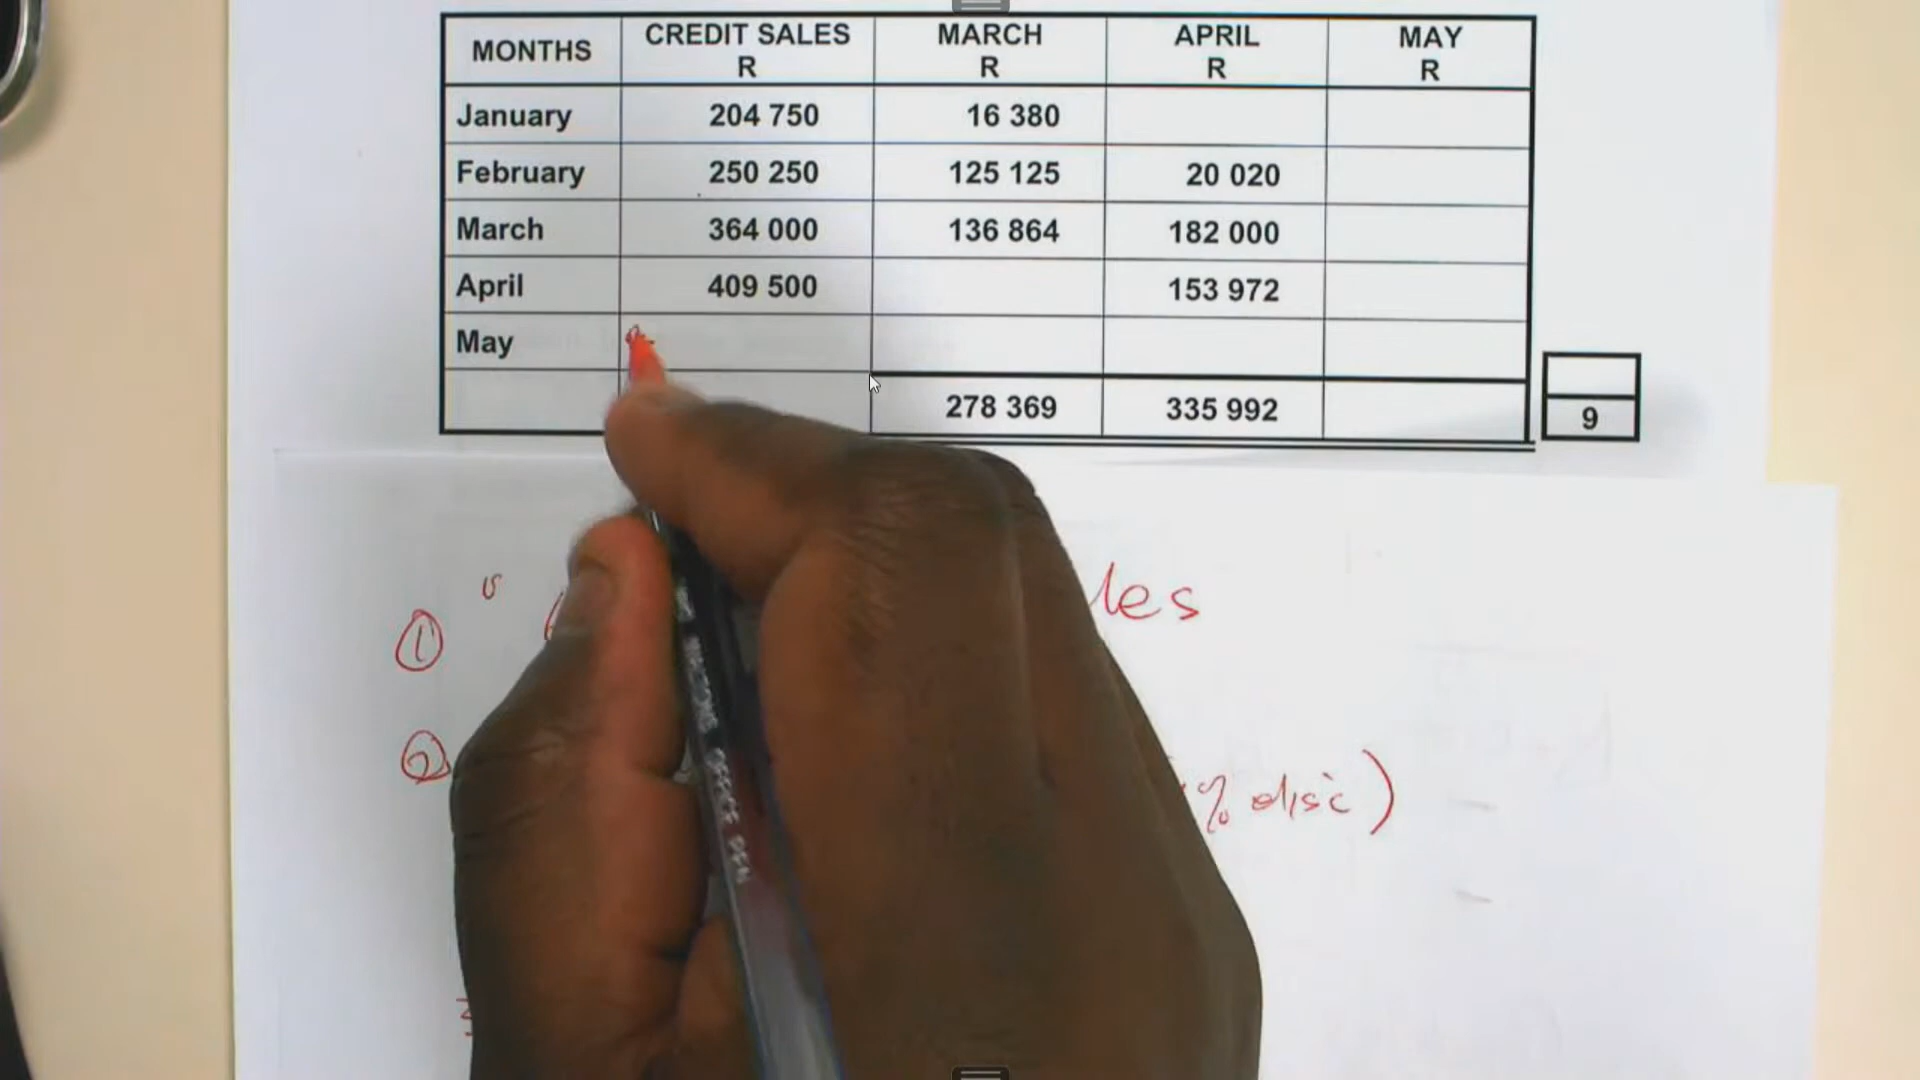 MONTHS CREDIT SALES R MARCH R APRIL R MAY R
January 204 750 16 380
February 250 250 125 125 20 020
March 364 000 136 864 182 000
April 409 500 153 972
May
278 369 335 992
9
① les
② % disc)